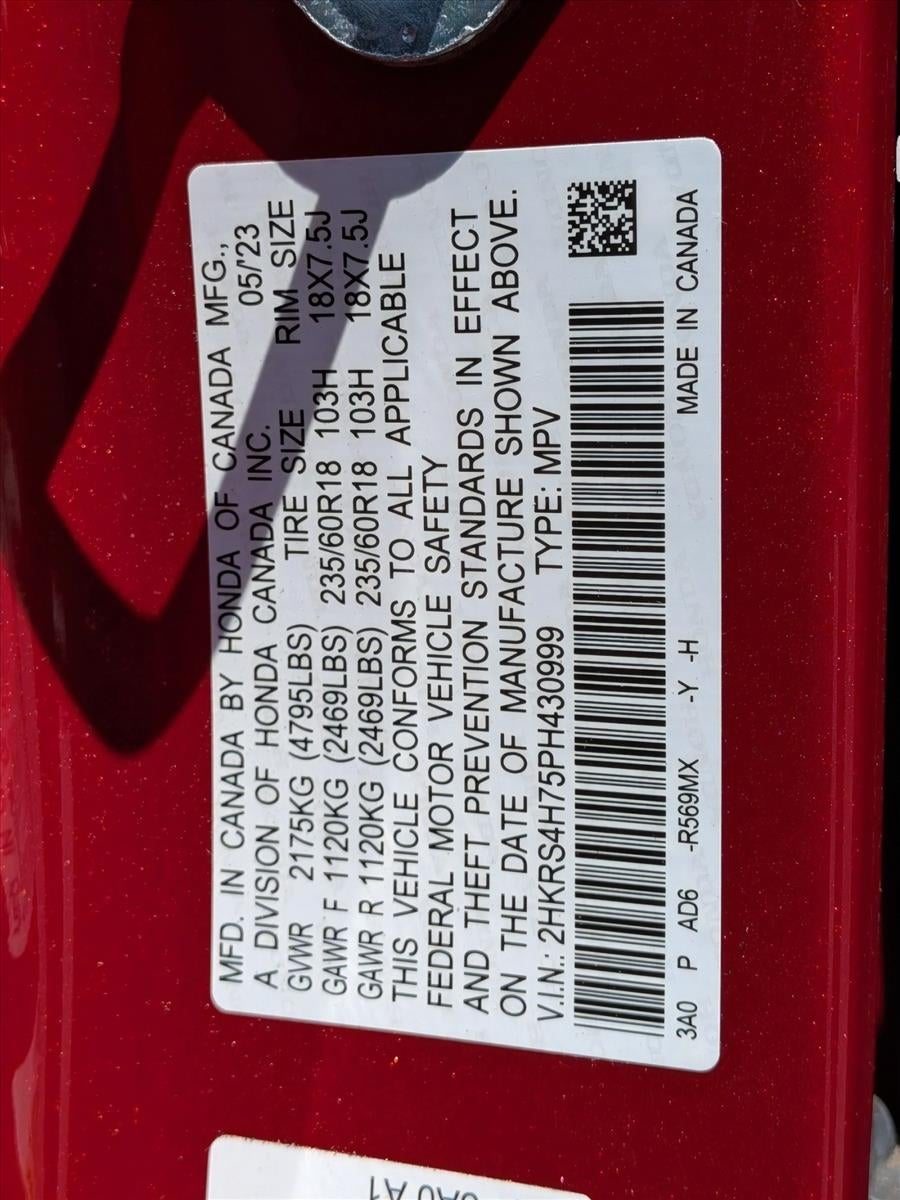 MFD. IN CANADA BY HONDA OF CANADA MFG.,
A DIVISION OF HONDA CANADA INC. 05/'23
GVWR 2175KG (4795LBS) TIRE SIZE RIM SIZE
GAWR F 1120KG (2469LBS) 235/60R18 103H 18X7.5J
GAWR R 1120KG (2469LBS) 235/60R18 103H 18X7.5J
THIS VEHICLE CONFORMS TO ALL APPLICABLE
FEDERAL MOTOR VEHICLE SAFETY
AND THEFT PREVENTION STANDARDS IN EFFECT
ON THE DATE OF MANUFACTURE SHOWN ABOVE.
V.I.N.: 2HKRS4H75PH430999 TYPE: MPV
3A0 P AD6 -R569MX -Y -H MADE IN CANADA